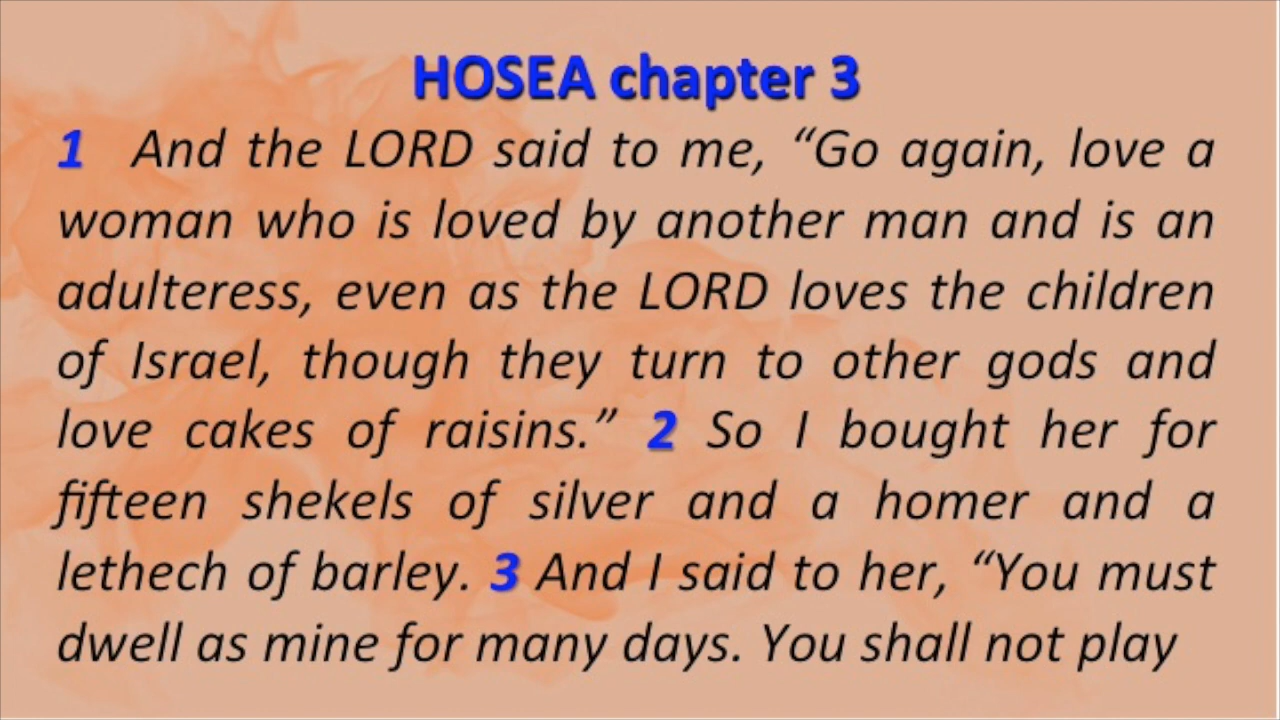 HOSEA chapter 3
1 And the LORD said to me, “Go again, love a
woman who is loved by another man and is an
adulteress, even as the LORD loves the children
of Israel, though they turn to other gods and
love cakes of raisins.” 2 So I bought her for
fifteen shekels of silver and a homer and a
lethech of barley. 3 And I said to her, “You must
dwell as mine for many days. You shall not play